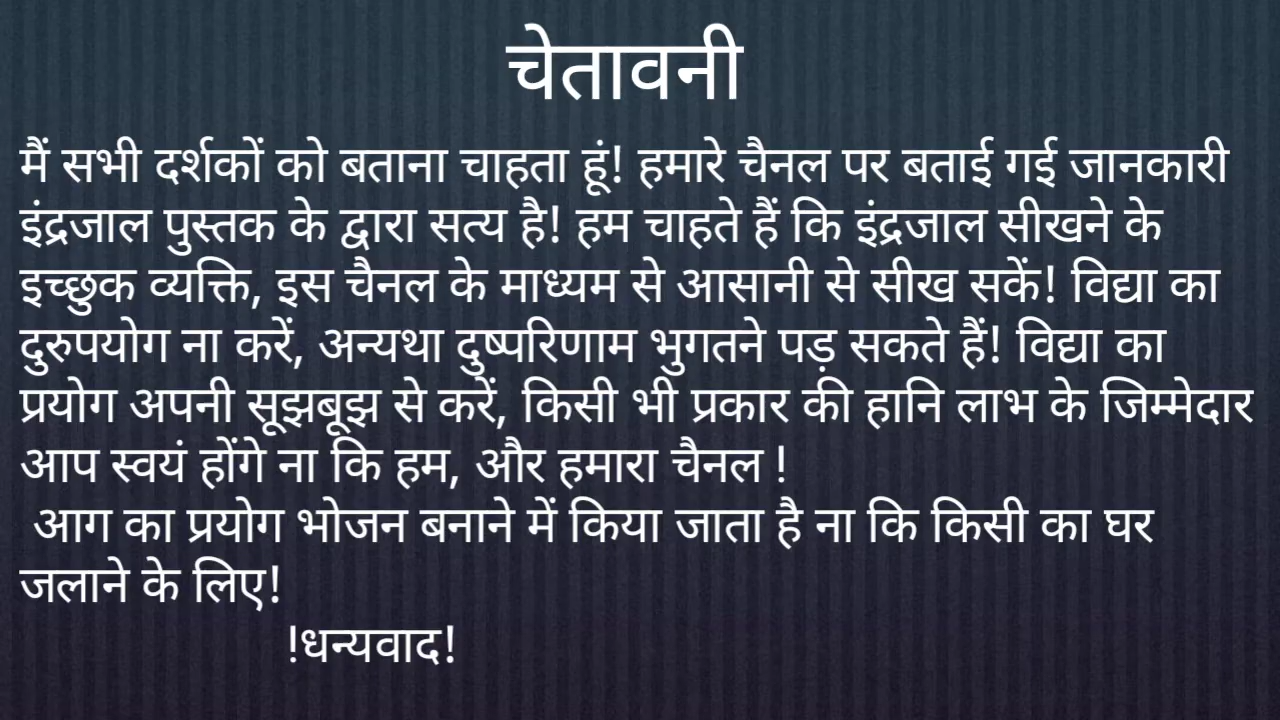 चेतावनी
मैं सभी दर्शकों को बताना चाहता हूं! हमारे चैनल पर बताई गई जानकारी
इंद्रजाल पुस्तक के द्वारा सत्य है! हम चाहते हैं कि इंद्रजाल सीखने के
इच्छुक व्यक्ति, इस चैनल के माध्यम से आसानी से सीख सकें! विद्या का
दुरुपयोग ना करें, अन्यथा दुष्परिणाम भुगतने पड़ सकते हैं! विद्या का
प्रयोग अपनी सूझबूझ से करें, किसी भी प्रकार की हानि लाभ के जिम्मेदार
आप स्वयं होंगे ना कि हम, और हमारा चैनल !
आग का प्रयोग भोजन बनाने में किया जाता है ना कि किसी का घर
जलाने के लिए!
!धन्यवाद!